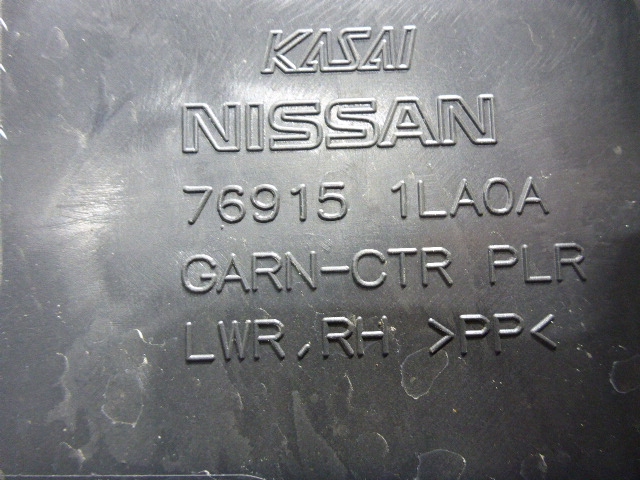 KASAI
NISSAN
76915 1LA0A
GARN-CTR PLR
LWR,RH >PP<